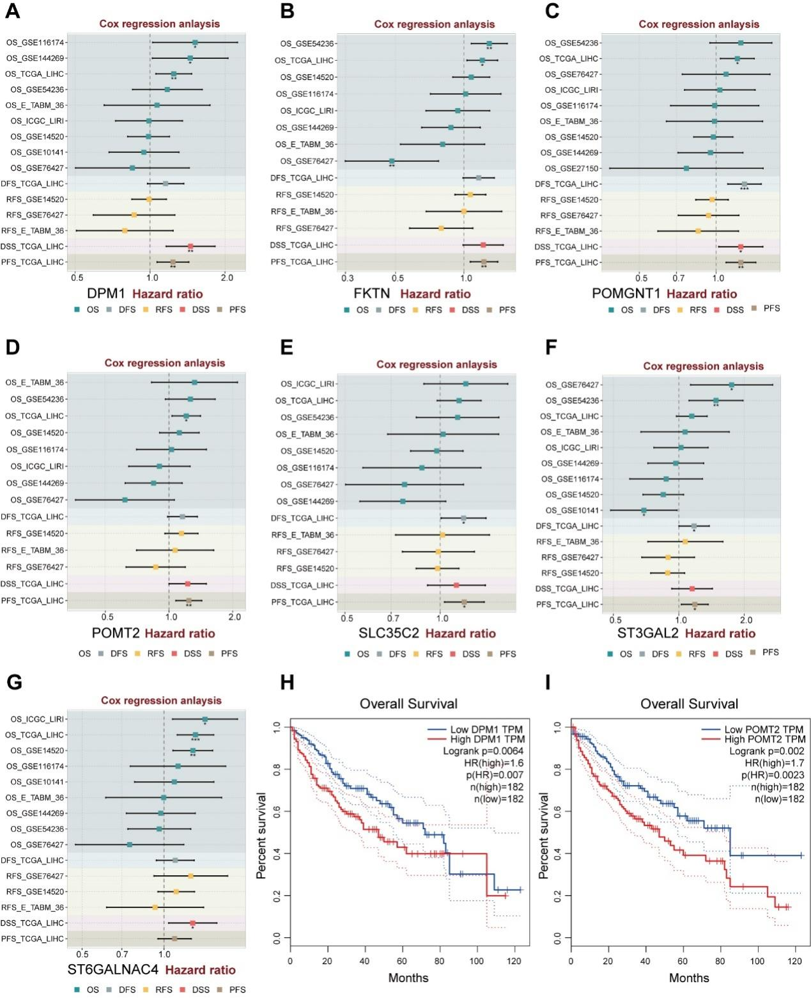 A
Cox regression anlaysis
OS_GSE116174
*
OS_GSE144269
*
OS_TCGA_LIHC
**
OS_GSE54236
OS_E_TABM_36
OS_ICGC_LIRI
OS_GSE14520
OS_GSE10141
OS_GSE76427
DFS_TCGA_LIHC
RFS_GSE14520
RFS_GSE76427
RFS_E_TABM_36
DSS_TCGA_LIHC
**
PFS_TCGA_LIHC
**
0.5 1.0 2.0
DPM1 Hazard ratio
OS DFS RFS DSS PFS
B
Cox regression anlaysis
OS_GSE54236
**
OS_TCGA_LIHC
*
OS_GSE14520
OS_GSE116174
OS_ICGC_LIRI
OS_GSE144269
OS_E_TABM_36
OS_GSE76427
**
DFS_TCGA_LIHC
RFS_GSE14520
RFS_E_TABM_36
RFS_GSE76427
DSS_TCGA_LIHC
PFS_TCGA_LIHC
**
0.3 0.5 1.0
FKTN Hazard ratio
OS DFS RFS DSS PFS
C
Cox regression anlaysis
OS_GSE54236
OS_TCGA_LIHC
*
OS_GSE76427
OS_ICGC_LIRI
OS_GSE116174
OS_E_TABM_36
OS_GSE14520
OS_GSE144269
OS_GSE27150
DFS_TCGA_LIHC
***
RFS_GSE14520
RFS_GSE76427
RFS_E_TABM_36
DSS_TCGA_LIHC
*
PFS_TCGA_LIHC
**
0.5 0.7 1.0
POMGNT1 Hazard ratio
OS DFS RFS DSS PFS
D
Cox regression anlaysis
OS_E_TABM_36
OS_GSE54236
OS_TCGA_LIHC
*
OS_GSE14520
OS_GSE116174
OS_ICGC_LIRI
OS_GSE144269
OS_GSE76427
DFS_TCGA_LIHC
RFS_GSE14520
RFS_E_TABM_36
RFS_GSE76427
DSS_TCGA_LIHC
PFS_TCGA_LIHC
**
0.5 1.0 2.0
POMT2 Hazard ratio
OS DFS RFS DSS PFS
E
Cox regression anlaysis
OS_ICGC_LIRI
OS_TCGA_LIHC
OS_GSE54236
OS_E_TABM_36
OS_GSE14520
OS_GSE116174
OS_GSE76427
OS_GSE144269
DFS_TCGA_LIHC
*
RFS_E_TABM_36
RFS_GSE76427
RFS_GSE14520
DSS_TCGA_LIHC
PFS_TCGA_LIHC
*
0.5 0.7 1.0
SLC35C2 Hazard ratio
OS DFS RFS DSS PFS
F
Cox regression anlaysis
OS_GSE76427
*
OS_GSE54236
**
OS_TCGA_LIHC
OS_E_TABM_36
OS_ICGC_LIRI
OS_GSE144269
OS_GSE116174
OS_GSE14520
OS_GSE10141
*
DFS_TCGA_LIHC
*
RFS_E_TABM_36
RFS_GSE76427
RFS_GSE14520
DSS_TCGA_LIHC
PFS_TCGA_LIHC
*
0.5 1.0 2.0
ST3GAL2 Hazard ratio
OS DFS RFS DSS PFS
G
Cox regression anlaysis
OS_ICGC_LIRI
*
OS_TCGA_LIHC
***
OS_GSE14520
**
OS_GSE116174
OS_GSE10141
OS_E_TABM_36
OS_GSE144269
OS_GSE54236
OS_GSE76427
DFS_TCGA_LIHC
RFS_GSE76427
RFS_GSE14520
RFS_E_TABM_36
DSS_TCGA_LIHC
*
PFS_TCGA_LIHC
0.5 0.7 1.0
ST6GALNAC4 Hazard ratio
OS DFS RFS DSS PFS
H
Overall Survival
Low DPM1 TPM
High DPM1 TPM
Logrank p=0.0064
HR(high)=1.6
p(HR)=0.007
n(high)=182
n(low)=182
Percent survival
1.0
0.8
0.6
0.4
0.2
0.0
0 20 40 60 80 100 120
Months
I
Overall Survival
Low POMT2 TPM
High POMT2 TPM
Logrank p=0.002
HR(high)=1.7
p(HR)=0.0023
n(high)=182
n(low)=182
Percent survival
1.0
0.8
0.6
0.4
0.2
0.0
0 20 40 60 80 100 120
Months